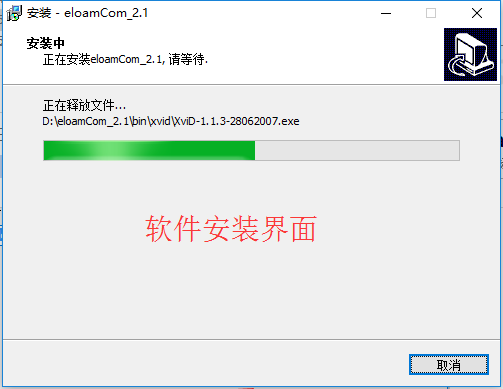 安装 - eloamCom_2.1
安装中
正在安装eloamCom_2.1, 请等待.
正在释放文件...
D:\eloamCom_2.1\bin\xvid\XviD-1.1.3-28062007.exe
软件安装界面
取消